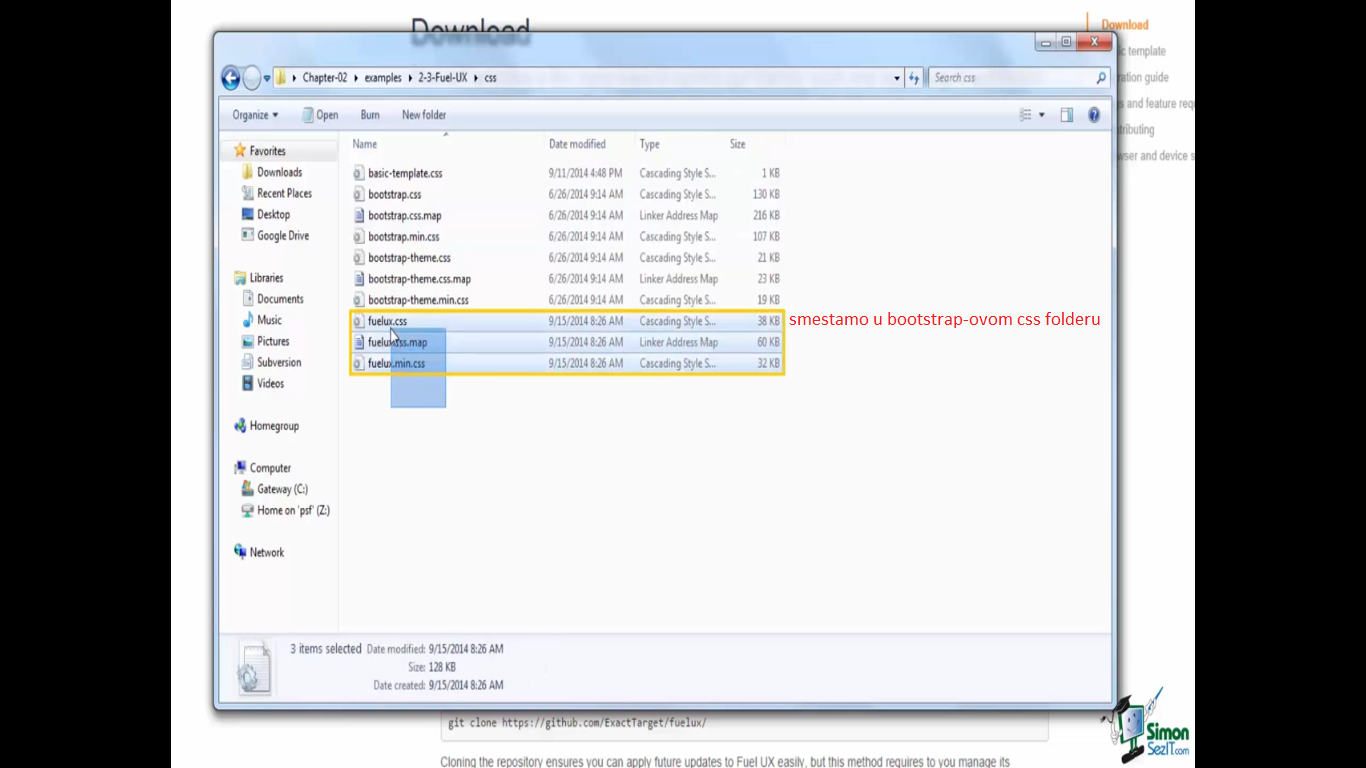 Download
Download
ic template
ration guide
gs and feature requ
tributing
wser and device s
Chapter-02 examples 2-3-Fuel-UX css
Search css
Organize Open Burn New folder
Favorites
Downloads
Recent Places
Desktop
Google Drive
Libraries
Documents
Music
Pictures
Subversion
Videos
Homegroup
Computer
Gateway (C:)
Home on 'psf' (Z:)
Network
Name Date modified Type Size
basic-template.css 9/11/2014 4:48 PM Cascading Style S... 1 KB
bootstrap.css 6/26/2014 9:14 AM Cascading Style S... 130 KB
bootstrap.css.map 6/26/2014 9:14 AM Linker Address Map 216 KB
bootstrap.min.css 6/26/2014 9:14 AM Cascading Style S... 107 KB
bootstrap-theme.css 6/26/2014 9:14 AM Cascading Style S... 21 KB
bootstrap-theme.css.map 6/26/2014 9:14 AM Linker Address Map 23 KB
bootstrap-theme.min.css 6/26/2014 9:14 AM Cascading Style S... 19 KB
fuelux.css 9/15/2014 8:26 AM Cascading Style S... 38 KB
fuelux.css.map 9/15/2014 8:26 AM Linker Address Map 60 KB
fuelux.min.css 9/15/2014 8:26 AM Cascading Style S... 32 KB
smestamo u bootstrap-ovom css folderu
3 items selected Date modified: 9/15/2014 8:26 AM
Size: 128 KB
Date created: 9/15/2014 8:26 AM
git clone https://github.com/ExactTarget/fuelux/
Cloning the repository ensures you can apply future updates to Fuel UX easily, but this method requires to you manage its
Simon
SezIT.com